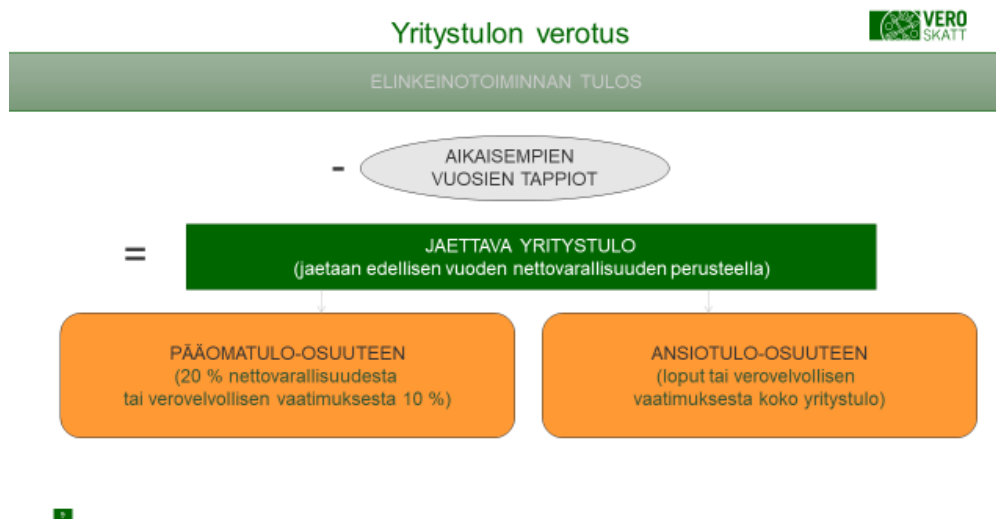 Yritystulon verotus
VERO
SKATT
ELINKEINOTOIMINNAN TULOS
- AIKAISEMPIEN
VUOSIEN TAPPIOT
= JAETTAVA YRITYSTULO
(jaetaan edellisen vuoden nettovarallisuuden perusteella)
PÄÄOMATULO-OSUUTEEN
(20 % nettovarallisuudesta
tai verovelvollisen vaatimuksesta 10 %)
ANSIOTULO-OSUUTEEN
(loput tai verovelvollisen
vaatimuksesta koko yritystulo)